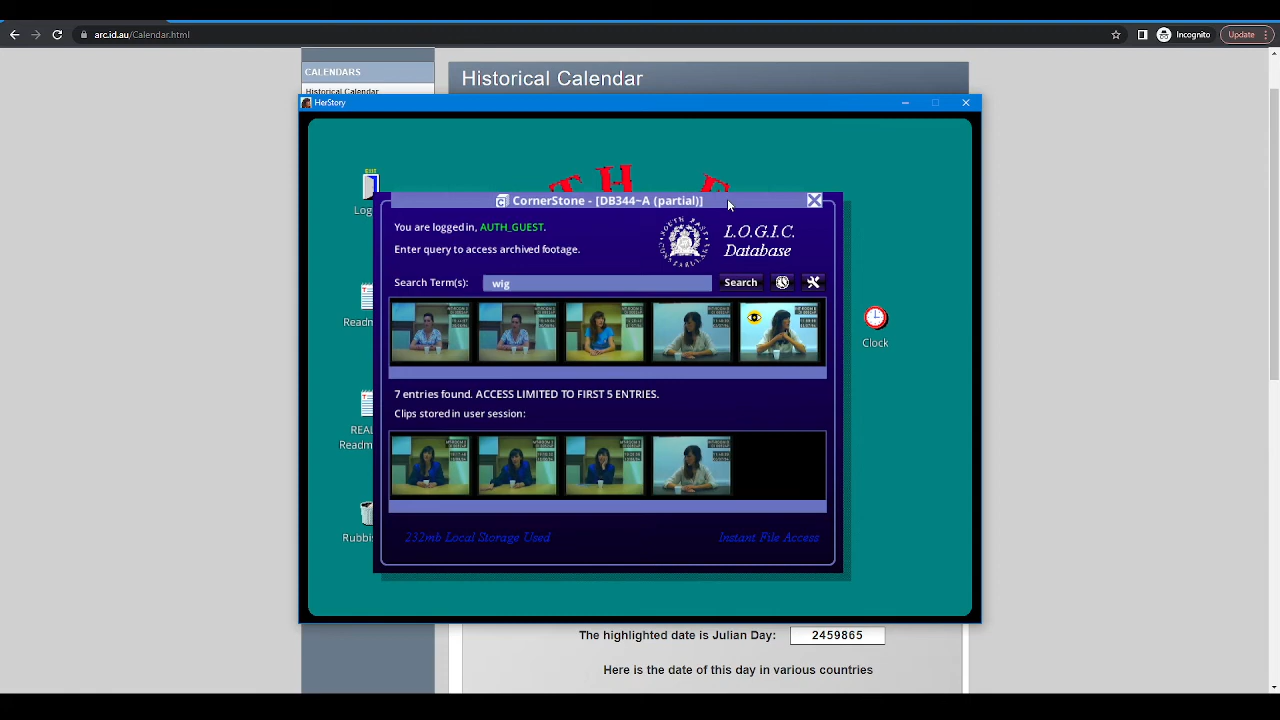 arc.id.au/Calendar.html
Incognito
Update
CALENDARS
Historical Calendar
Historical Calendar
HerStory
TH E
CornerStone - [DB344~A (partial)]
You are logged in, AUTH_GUEST.
Enter query to access archived footage.
L.O.G.I.C.
Database
Search Term(s):
wig
Search
7 entries found. ACCESS LIMITED TO FIRST 5 ENTRIES.
Clips stored in user session:
232mb Local Storage Used
Instant File Access
Log
Readm
REAL
Readme
Rubbis
Clock
The highlighted date is Julian Day:
2459865
Here is the date of this day in various countries